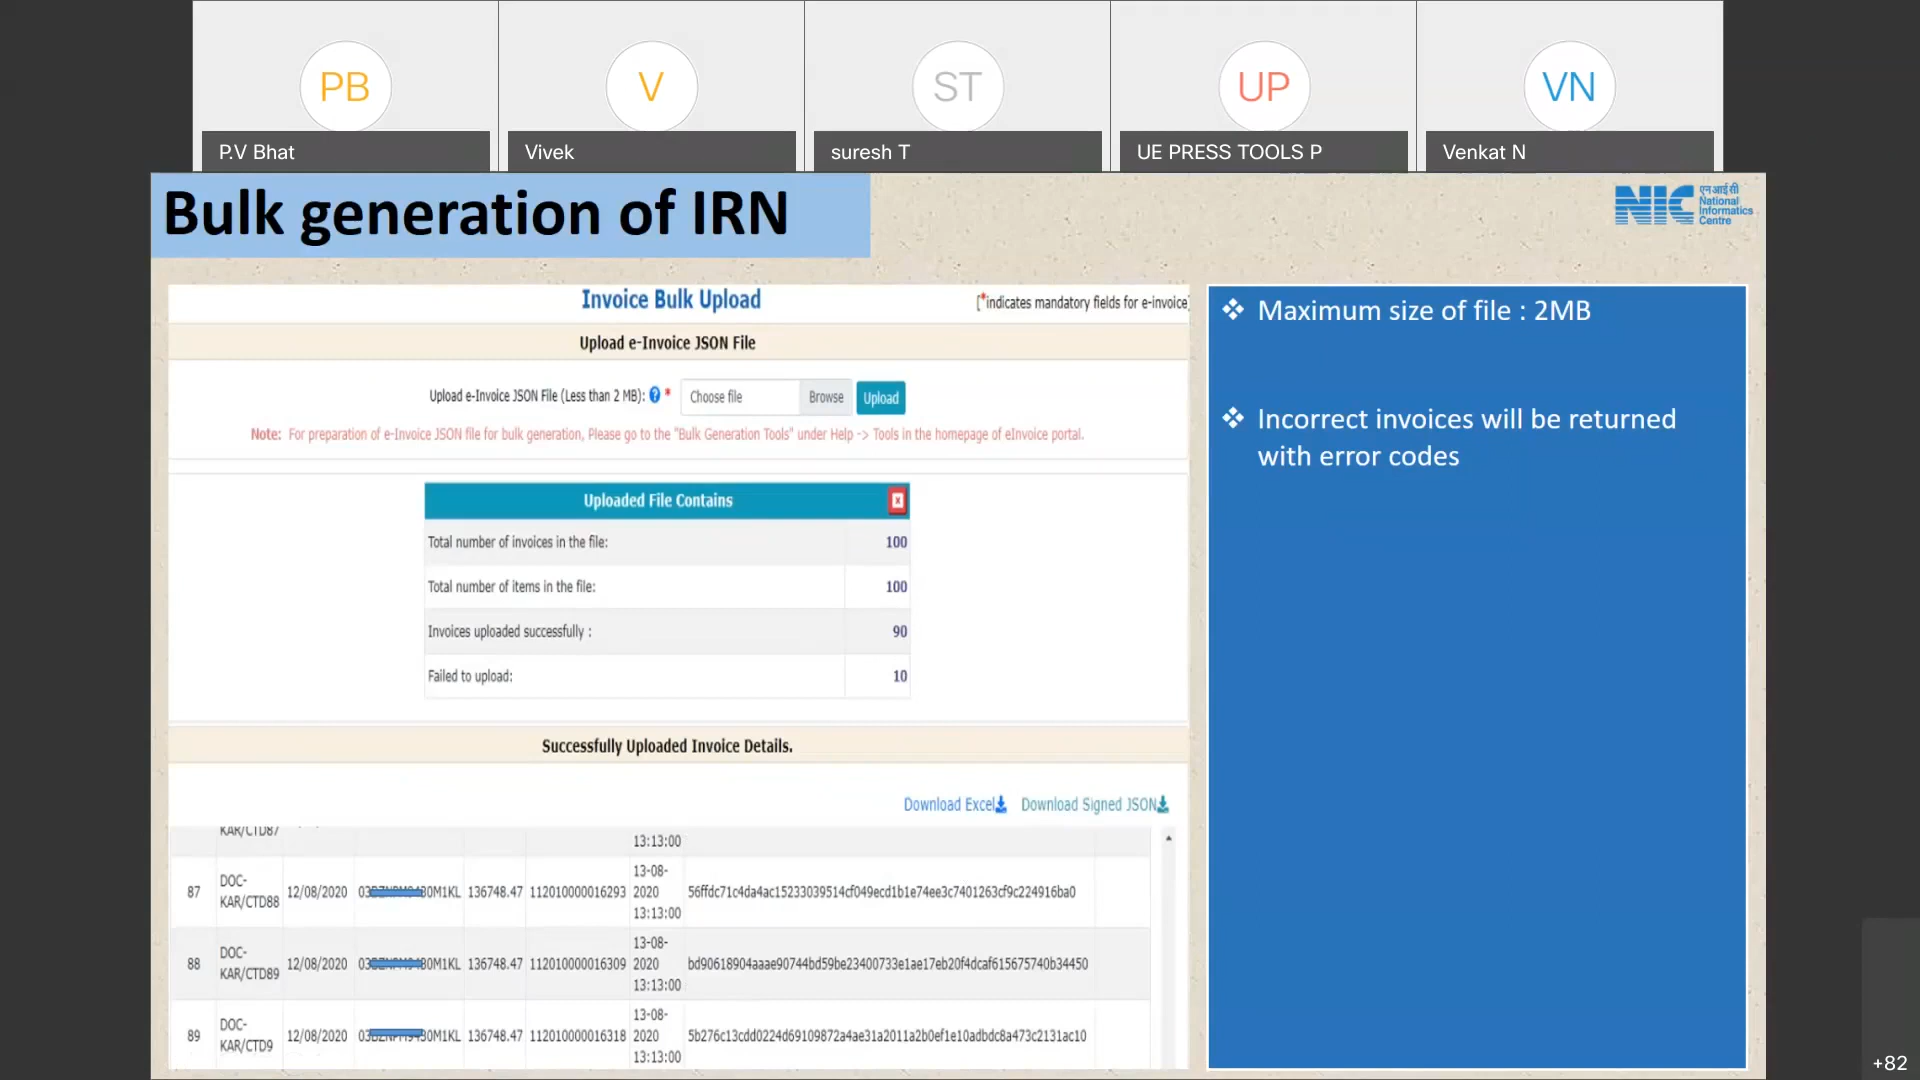 PB
V
ST
UP
VN
P.V Bhat
Vivek
suresh T
UE PRESS TOOLS P
Venkat N
Bulk generation of IRN
NIC
एन आई सी
National
Informatics
Centre
Invoice Bulk Upload
[*indicates mandatory fields for e-invoice]
Upload e-Invoice JSON File
Upload e-Invoice JSON File (Less than 2 MB): ? * Choose file Browse Upload
Note: For preparation of e-Invoice JSON file for bulk generation, Please go to the "Bulk Generation Tools" under Help -> Tools in the homepage of eInvoice portal.
Uploaded File Contains x
Total number of invoices in the file: 100
Total number of items in the file: 100
Invoices uploaded successfully : 90
Failed to upload: 10
Successfully Uploaded Invoice Details.
Download Excel Download Signed JSON
KAR/CTD87
13:13:00
87 DOC-KAR/CTD88 12/08/2020 136748.47 112010000016293 13-08-2020 13:13:00 56ffdc71c4da4ac15233039514cf049ecd1b1e74ee3c7401263cf9c224916ba0
88 DOC-KAR/CTD89 12/08/2020 136748.47 112010000016309 13-08-2020 13:13:00 bd90618904aaae90744bd59be23400733e1ae17eb20f4dcaf615675740b34450
89 DOC-KAR/CTD9 12/08/2020 136748.47 112010000016318 13-08-2020 13:13:00 5b276c13cdd0224d69109872a4ae31a2011a2b0ef1e10adbdc8a473c2131ac10
❖ Maximum size of file : 2MB
❖ Incorrect invoices will be returned
with error codes
+82